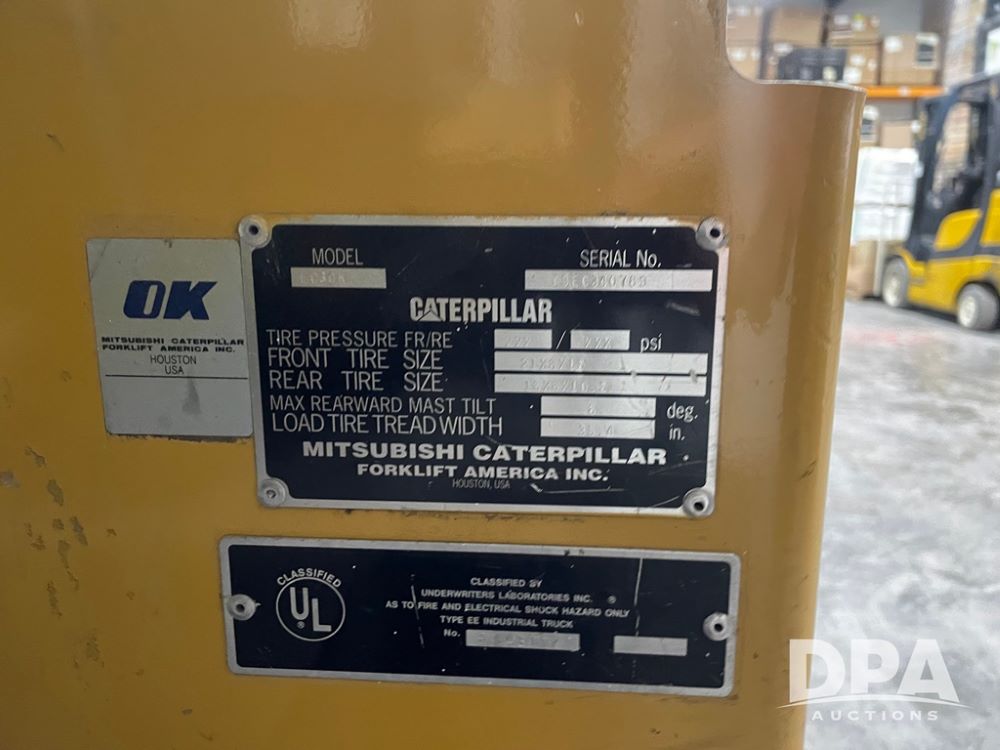 OK
MITSUBISHI CATERPILLAR
FORKLIFT AMERICA INC.
HOUSTON
USA
MODEL SERIAL No.
CATERPILLAR
TIRE PRESSURE FR/RE XXX / XXX psi
FRONT TIRE SIZE
REAR TIRE SIZE
MAX REARWARD MAST TILT deg.
LOAD TIRE TREAD WIDTH in.
MITSUBISHI CATERPILLAR
FORKLIFT AMERICA INC.
HOUSTON, USA
CLASSIFIED
UL ®
CLASSIFIED BY
UNDERWRITERS LABORATORIES INC. ®
AS TO FIRE AND ELECTRICAL SHOCK HAZARD ONLY
TYPE EE INDUSTRIAL TRUCK
No.
DPA
AUCTIONS